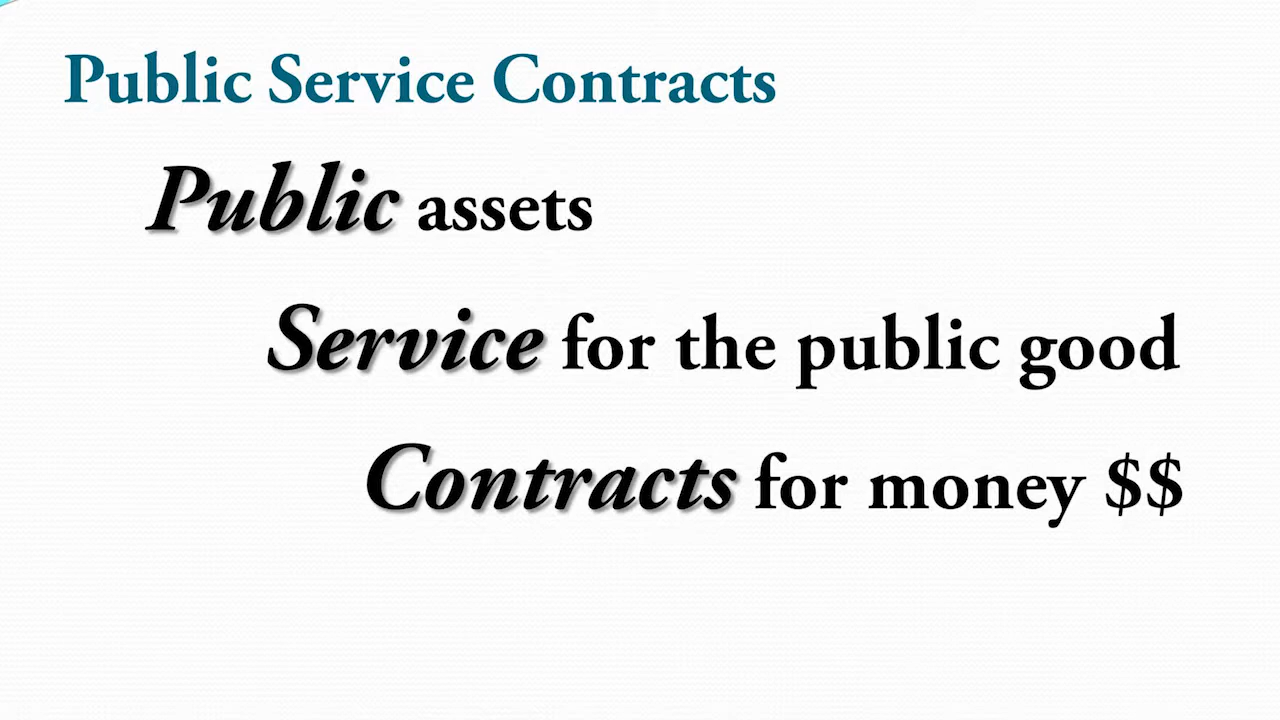 Public Service Contracts
Public assets
Service for the public good
Contracts for money $$